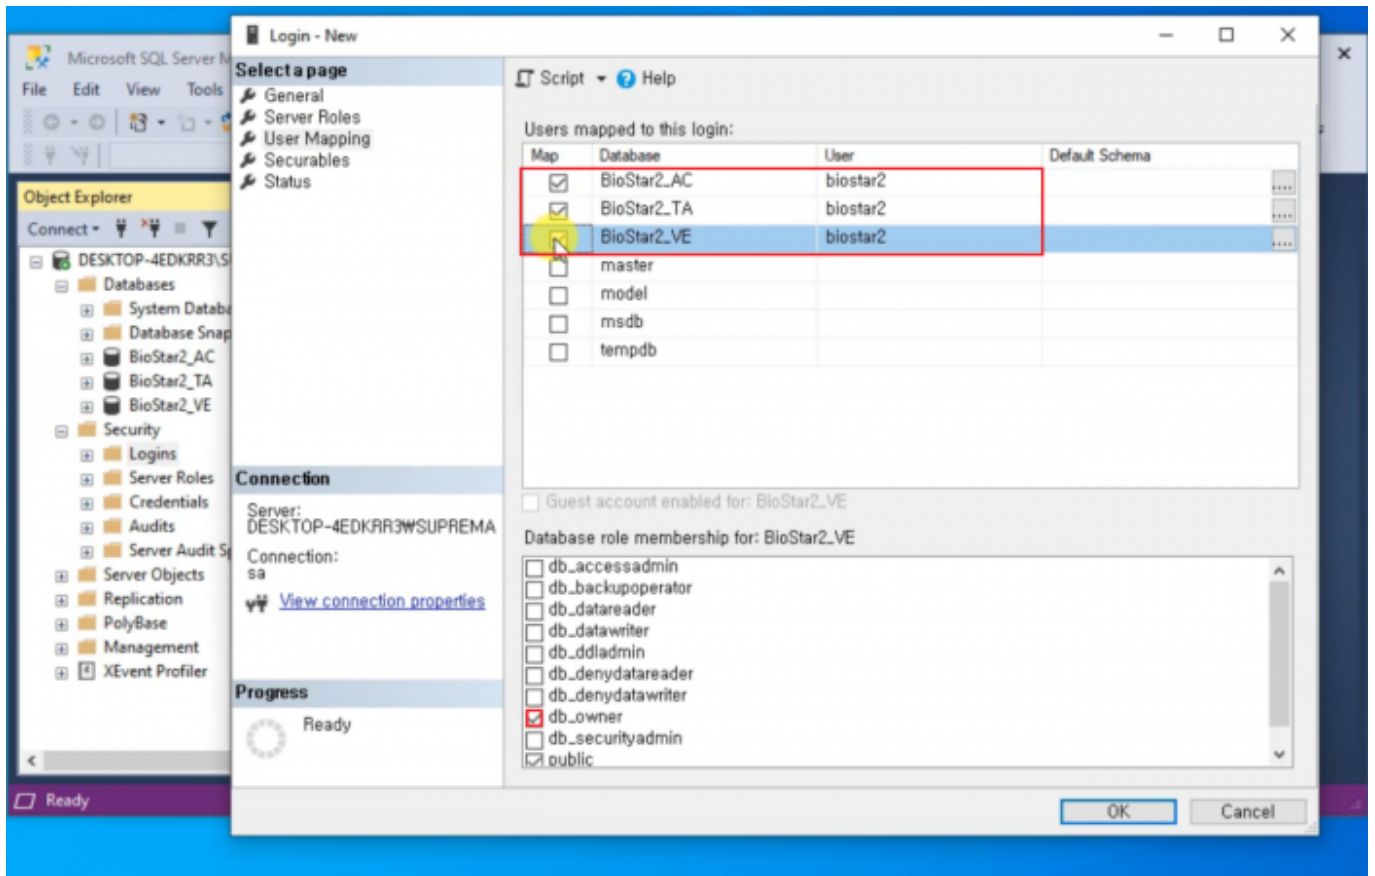 Login - New
Microsoft SQL Server M
File Edit View Tools
Object Explorer
Connect
DESKTOP-4EDKRR3\S
Databases
System Databa
Database Snap
BioStar2_AC
BioStar2_TA
BioStar2_VE
Security
Logins
Server Roles
Credentials
Audits
Server Audit Sp
Server Objects
Replication
PolyBase
Management
XEvent Profiler
Ready
Select a page
General
Server Roles
User Mapping
Securables
Status
Connection
Server:
DESKTOP-4EDKRR3₩SUPREMA
Connection:
sa
View connection properties
Progress
Ready
Script Help
Users mapped to this login:
Map Database User Default Schema
BioStar2_AC biostar2 ....
BioStar2_TA biostar2 ....
BioStar2_VE biostar2 ....
master
model
msdb
tempdb
Guest account enabled for: BioStar2_VE
Database role membership for: BioStar2_VE
db_accessadmin
db_backupoperator
db_datareader
db_datawriter
db_ddladmin
db_denydatareader
db_denydatawriter
db_owner
db_securityadmin
public
OK Cancel